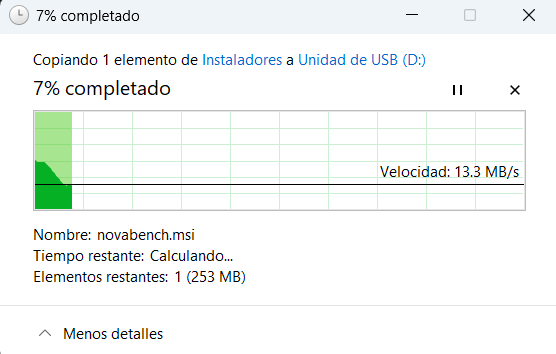 7% completado
Copiando 1 elemento de Instaladores a Unidad de USB (D:)
7% completado
Velocidad: 13.3 MB/s
Nombre: novabench.msi
Tiempo restante: Calculando...
Elementos restantes: 1 (253 MB)
Menos detalles